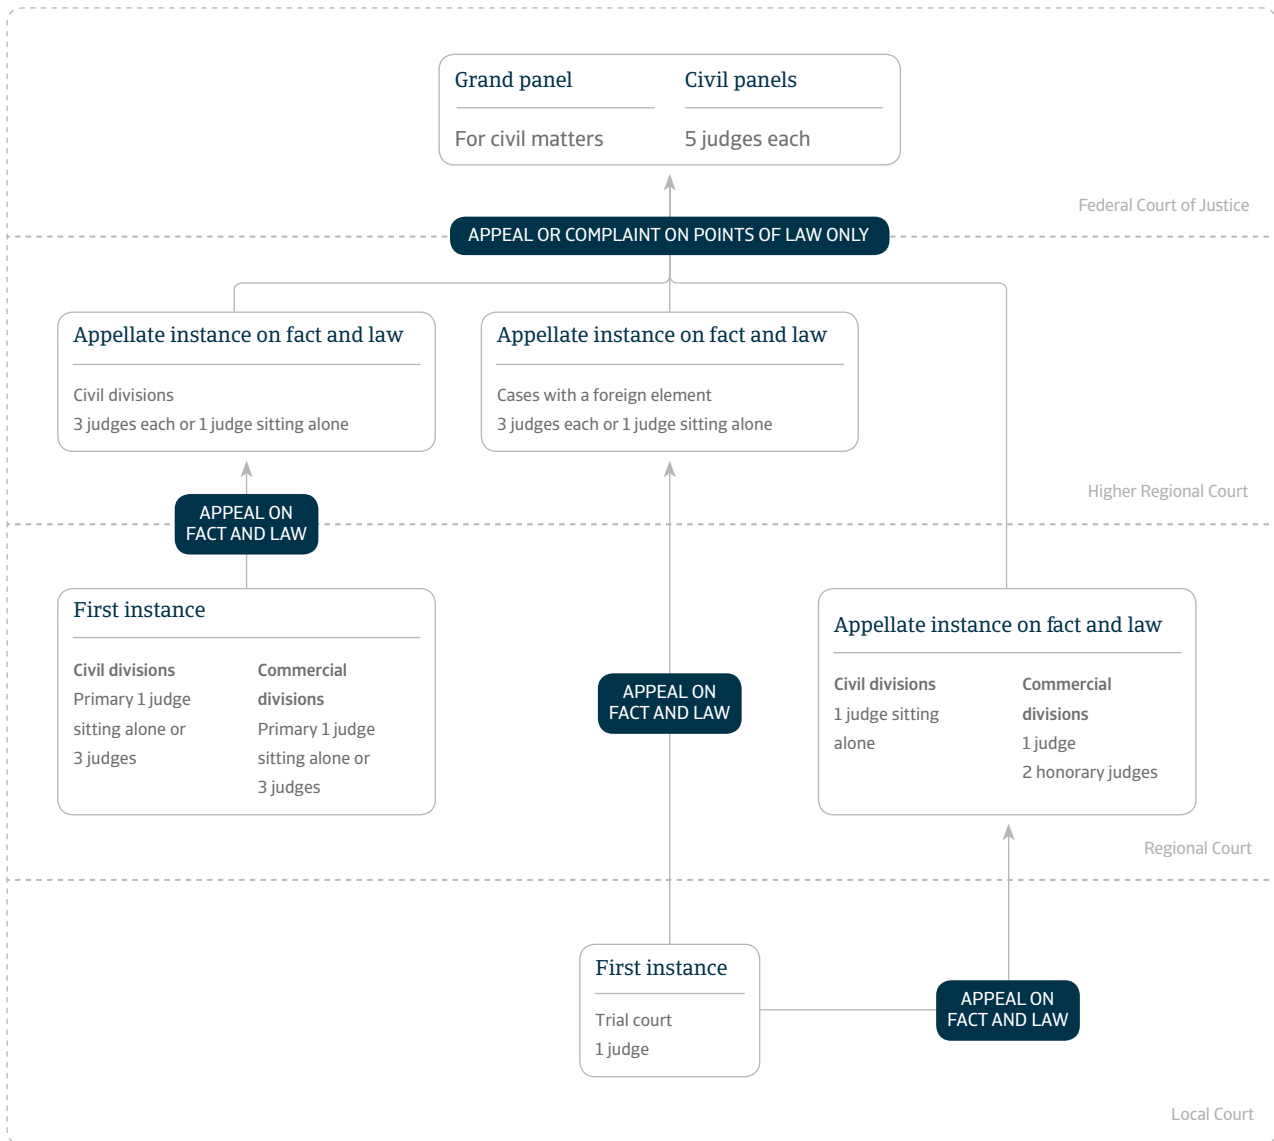 Grand panel
For civil matters
Civil panels
5 judges each
Federal Court of Justice
APPEAL OR COMPLAINT ON POINTS OF LAW ONLY
Appellate instance on fact and law
Civil divisions
3 judges each or 1 judge sitting alone
Appellate instance on fact and law
Cases with a foreign element
3 judges each or 1 judge sitting alone
Higher Regional Court
APPEAL ON
FACT AND LAW
First instance
Civil divisions
Primary 1 judge
sitting alone or
3 judges
Commercial
divisions
Primary 1 judge
sitting alone or
3 judges
APPEAL ON
FACT AND LAW
Appellate instance on fact and law
Civil divisions
1 judge sitting
alone
Commercial
divisions
1 judge
2 honorary judges
Regional Court
First instance
Trial court
1 judge
APPEAL ON
FACT AND LAW
Local Court